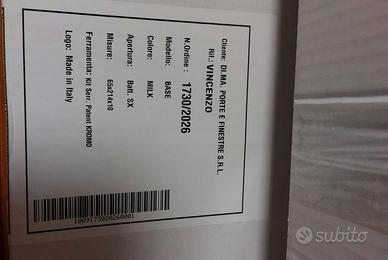 Cliente: DI.MA. PORTE E FINESTRE S.R.L.
Rif.: VINCENZO
N.Ordine : 1730/2026
Modello: BASE
Colore: MILK
Apertura: Batt. SX
Misure: 65x214x10
Ferramenta: Kit Serr. Patent KROMO
Logo: Made in Italy
1009173020260001
subito